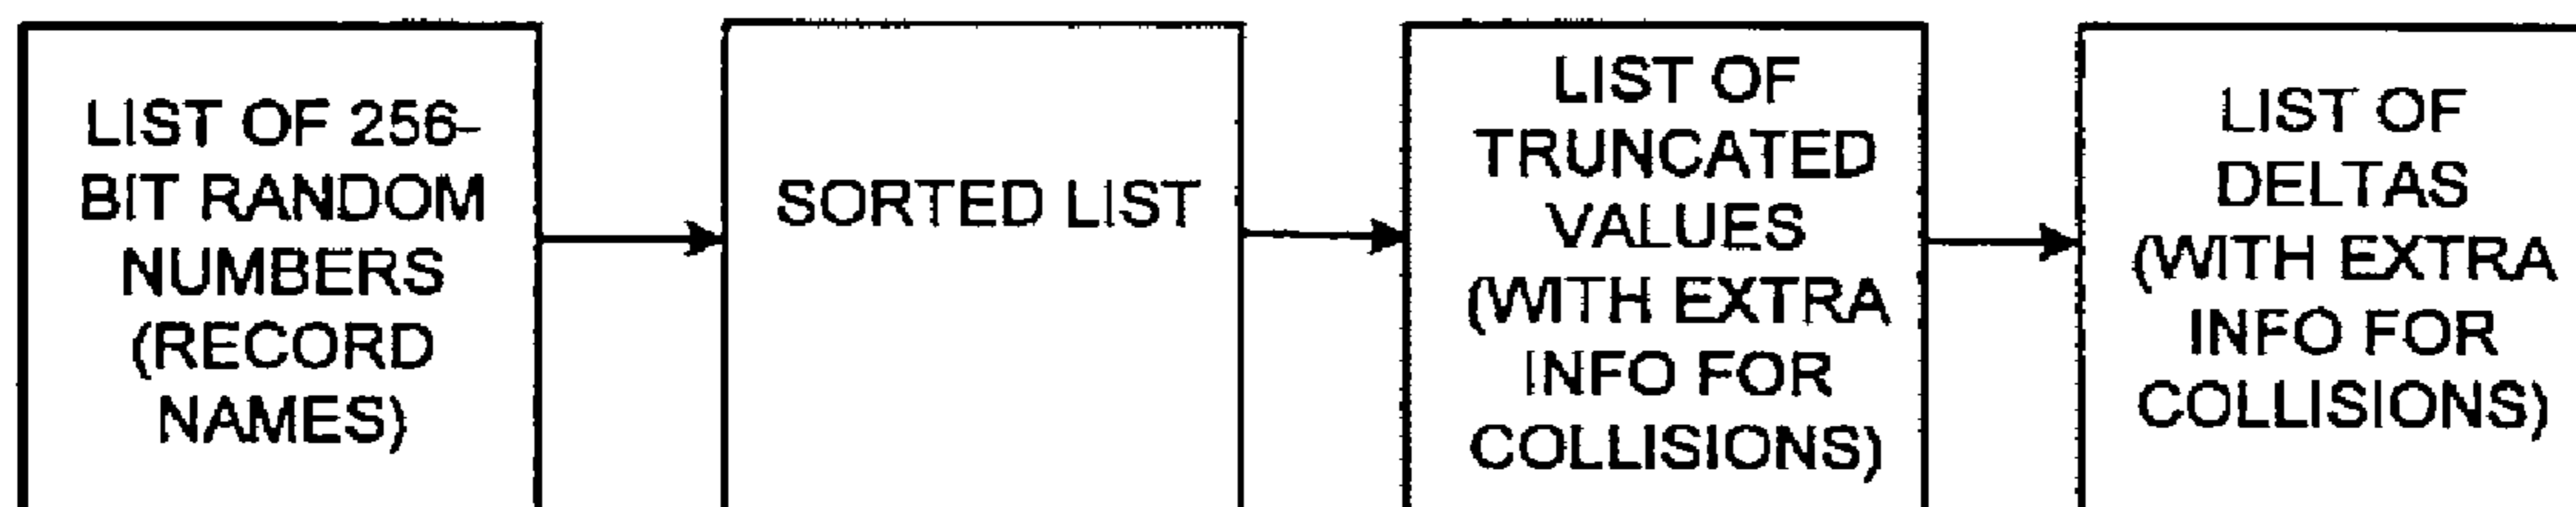 LIST OF 256-
BIT RANDOM
NUMBERS
(RECORD
NAMES)
SORTED LIST
LIST OF
TRUNCATED
VALUES
(WITH EXTRA
INFO FOR
COLLISIONS)
LIST OF
DELTAS
(WITH EXTRA
INFO FOR
COLLISIONS)